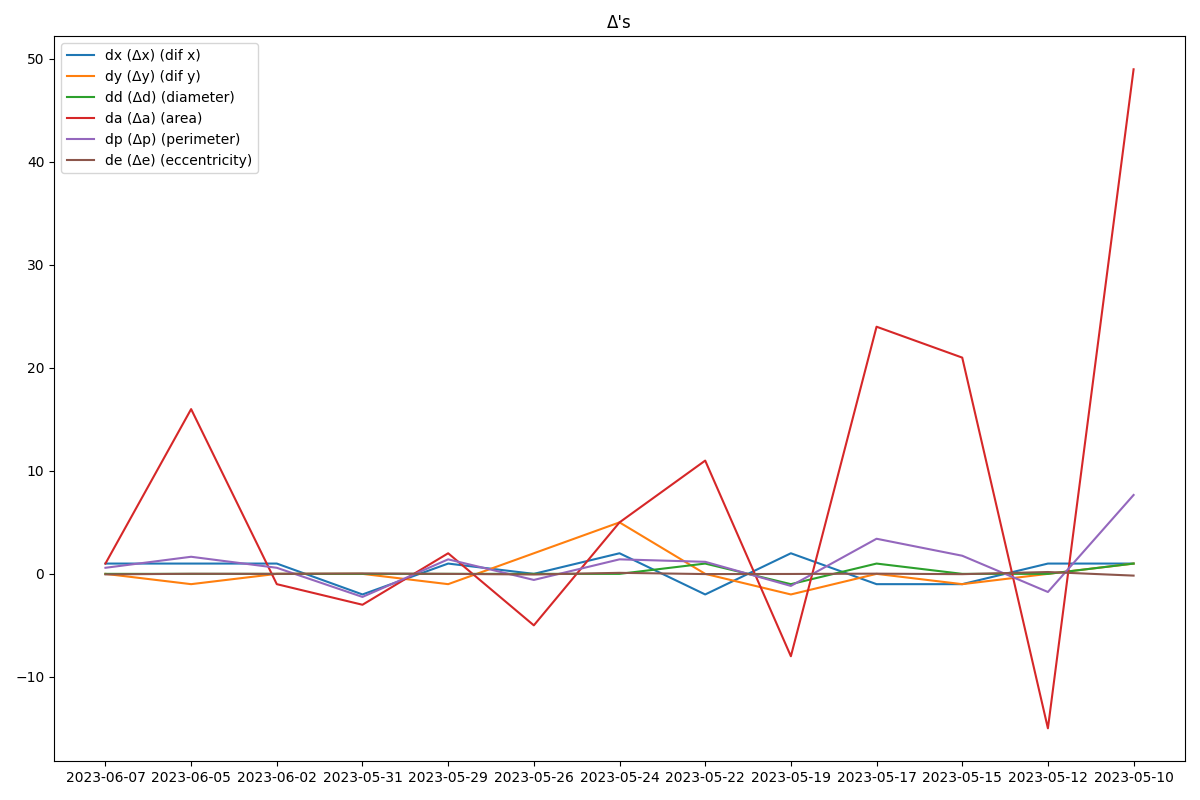 Δ's
dx (Δx) (dif x)
dy (Δy) (dif y)
dd (Δd) (diameter)
da (Δa) (area)
dp (Δp) (perimeter)
de (Δe) (eccentricity)
50
40
30
20
10
0
−10
2023-06-07 2023-06-05 2023-06-02 2023-05-31 2023-05-29 2023-05-26 2023-05-24 2023-05-22 2023-05-19 2023-05-17 2023-05-15 2023-05-12 2023-05-10